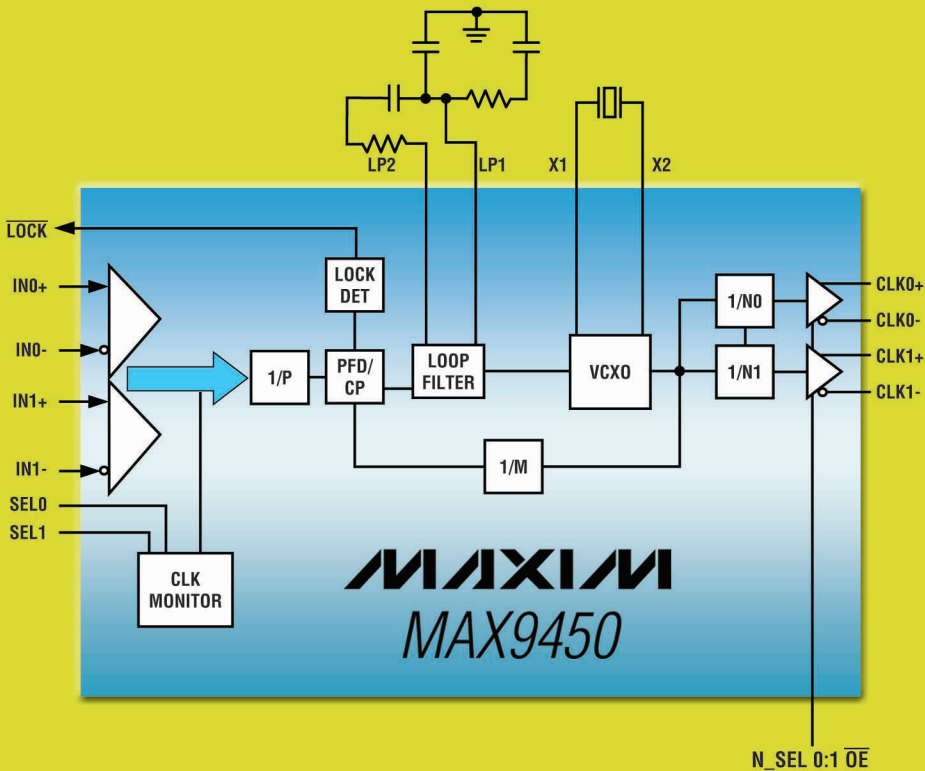 LP2
LP1
X1
X2
LOCK
IN0+
IN0-
IN1+
IN1-
SEL0
SEL1
LOCK
DET
1/P
PFD/
CP
LOOP
FILTER
VCXO
1/M
1/N0
1/N1
CLK0+
CLK0-
CLK1+
CLK1-
CLK
MONITOR
MAXIM
MAX9450
N_SEL 0:1 OE